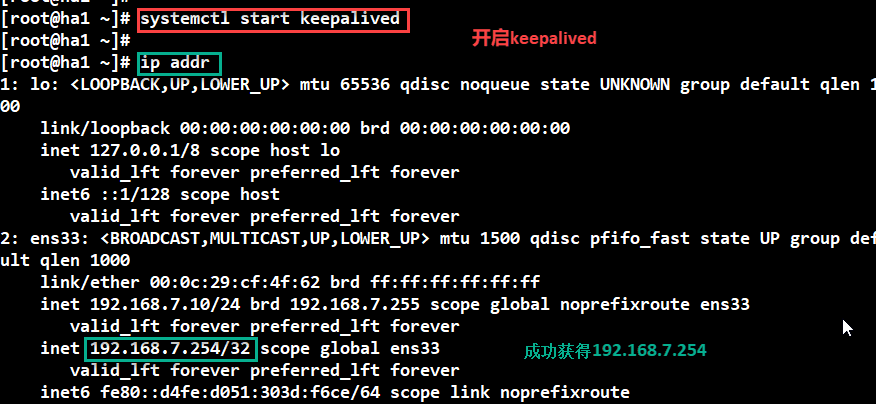 [root@ha1 ~]#
[root@ha1 ~]# systemctl start keepalived
[root@ha1 ~]#
开启keepalived
[root@ha1 ~]# ip addr
1: lo: <LOOPBACK,UP,LOWER_UP> mtu 65536 qdisc noqueue state UNKNOWN group default qlen 1
00
    link/loopback 00:00:00:00:00:00 brd 00:00:00:00:00:00
    inet 127.0.0.1/8 scope host lo
       valid_lft forever preferred_lft forever
    inet6 ::1/128 scope host
       valid_lft forever preferred_lft forever
2: ens33: <BROADCAST,MULTICAST,UP,LOWER_UP> mtu 1500 qdisc pfifo_fast state UP group def
ult qlen 1000
    link/ether 00:0c:29:cf:4f:62 brd ff:ff:ff:ff:ff:ff
    inet 192.168.7.10/24 brd 192.168.7.255 scope global noprefixroute ens33
       valid_lft forever preferred_lft forever
    inet 192.168.7.254/32 scope global ens33
成功获得192.168.7.254
       valid_lft forever preferred_lft forever
    inet6 fe80::d4fe:d051:303d:f6ce/64 scope link noprefixroute